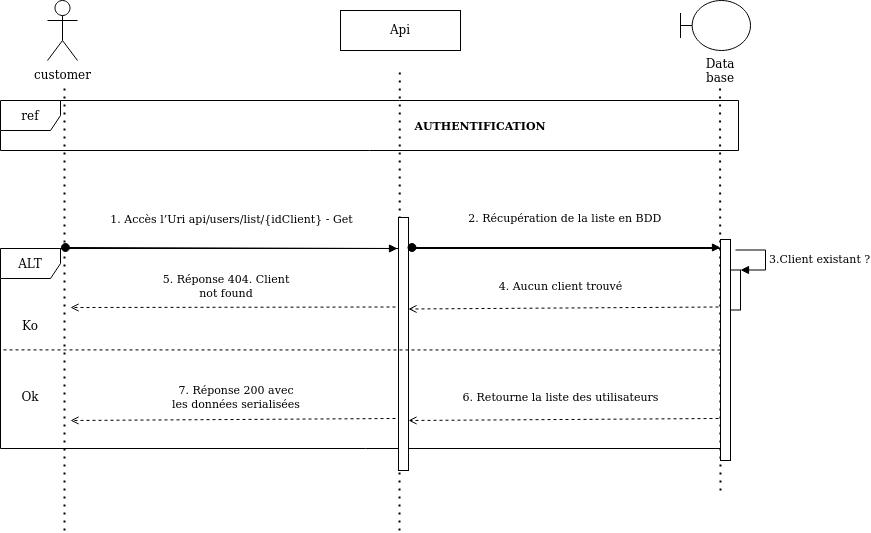 customer
Api
Data
base
ref
AUTHENTIFICATION
1. Accès l’Uri api/users/list/{idClient} - Get
2. Récupération de la liste en BDD
ALT
3.Client existant ?
5. Réponse 404. Client
not found
4. Aucun client trouvé
Ko
Ok
7. Réponse 200 avec
les données serialisées
6. Retourne la liste des utilisateurs